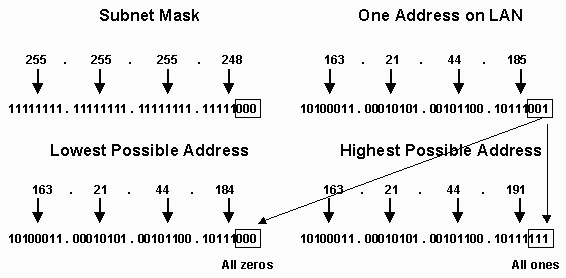 Subnet Mask
255 . 255 . 255 . 248
11111111 . 11111111 . 11111111 . 11111000
One Address on LAN
163 . 21 . 44 . 185
10100011 . 00010101 . 00101100 . 10111001
Lowest Possible Address
163 . 21 . 44 . 184
10100011 . 00010101 . 00101100 . 10111000
All zeros
Highest Possible Address
163 . 21 . 44 . 191
10100011 . 00010101 . 00101100 . 10111111
All ones